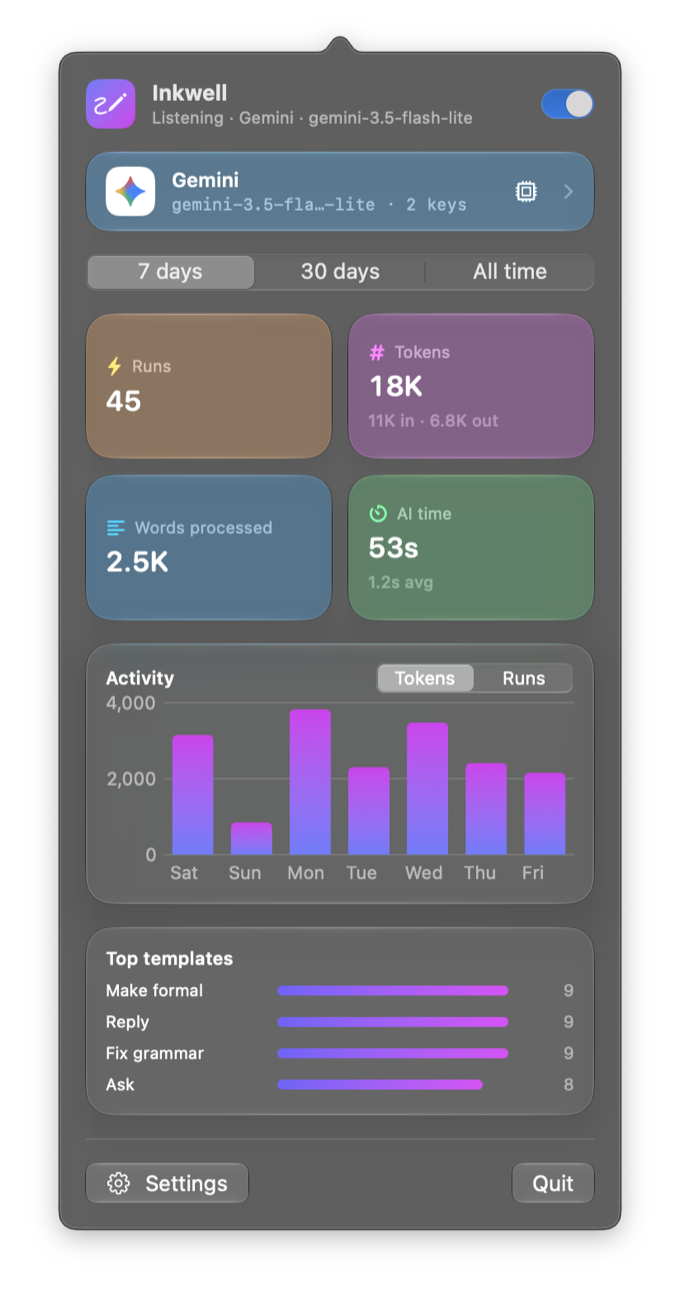 Inkwell
Listening · Gemini · gemini-3.5-flash-lite
Gemini
gemini-3.5-fla…-lite · 2 keys
7 days 30 days All time
Runs
45
# Tokens
18K
11K in · 6.8K out
Words processed
2.5K
AI time
53s
1.2s avg
Activity Tokens Runs
4,000
2,000
0
Sat Sun Mon Tue Wed Thu Fri
Top templates
Make formal 9
Reply 9
Fix grammar 9
Ask 8
Settings Quit